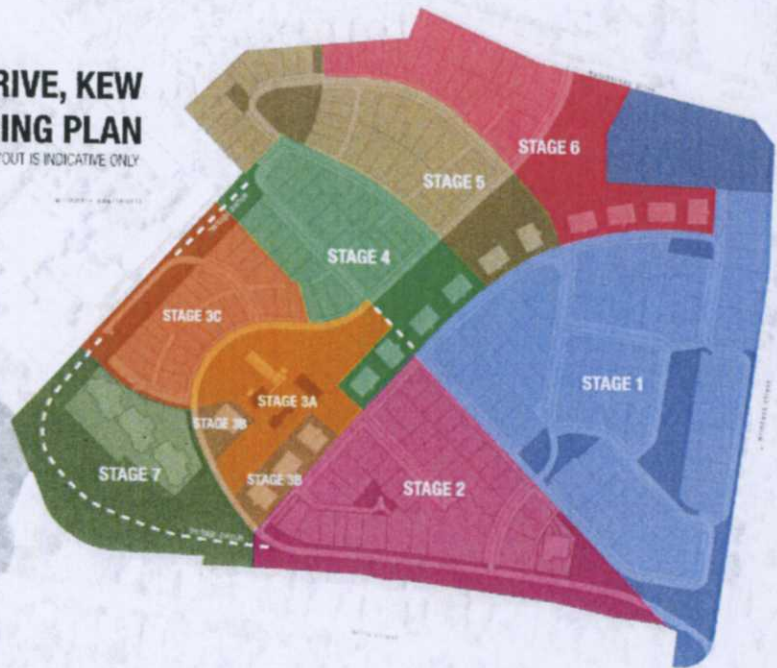 RIVE, KEW
ING PLAN
OUT IS INDICATIVE ONLY
STAGE 6
STAGE 5
STAGE 4
STAGE 3C
STAGE 1
STAGE 3A
STAGE 3B
STAGE 3B
STAGE 7
STAGE 2